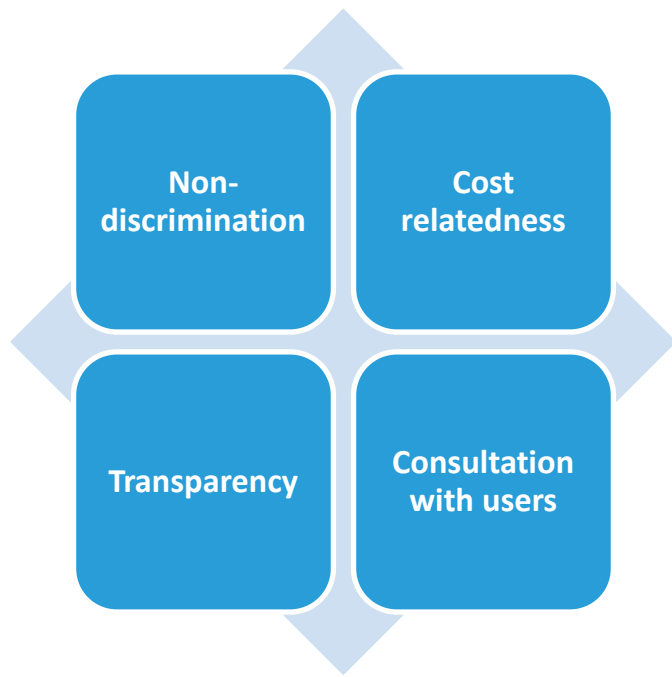 Non-
discrimination
Cost
relatedness
Transparency
Consultation
with users